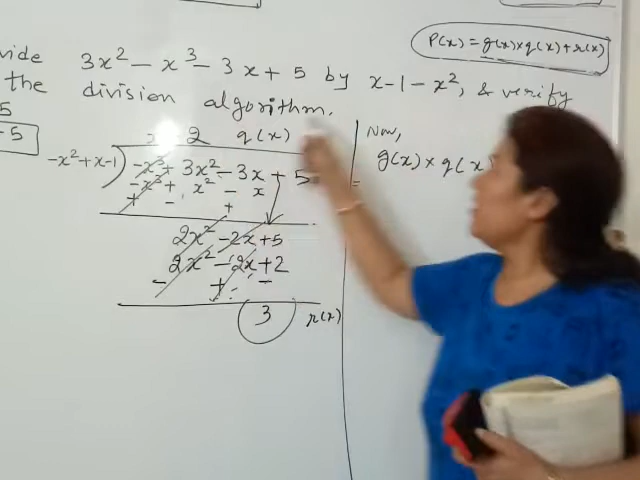 P(x) = g(x) × q(x) + r(x)
vide 3x² - x³ - 3x + 5 by x - 1 - x², & verify
the division algorithm.
5
-5
x - 2 q(x)
-x² + x - 1 ) -x³ + 3x² - 3x + 5
-x³ + x² - x
+ - +
2x² - 2x + 5
2x² - 2x + 2
- + -
3 r(x)
Now,
g(x) × q(x)
=